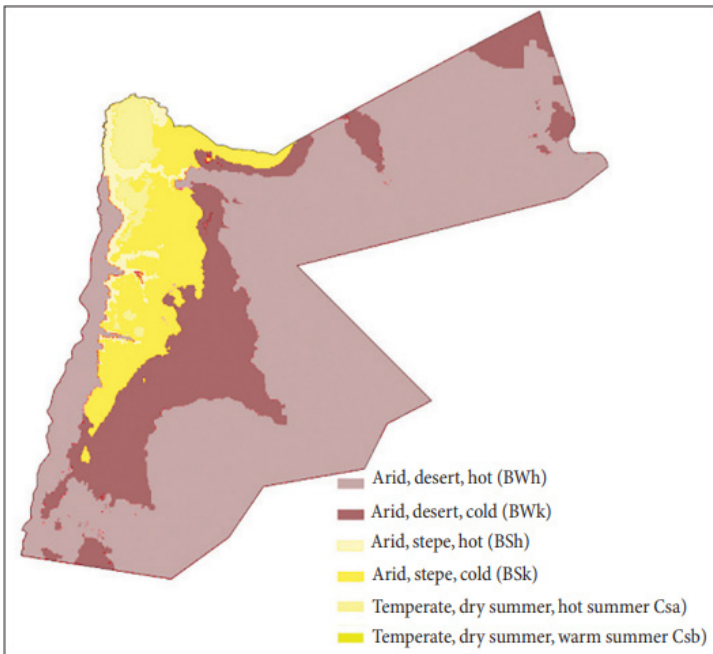 Arid, desert, hot (BWh)
Arid, desert, cold (BWk)
Arid, stepe, hot (BSh)
Arid, stepe, cold (BSk)
Temperate, dry summer, hot summer Csa)
Temperate, dry summer, warm summer Csb)